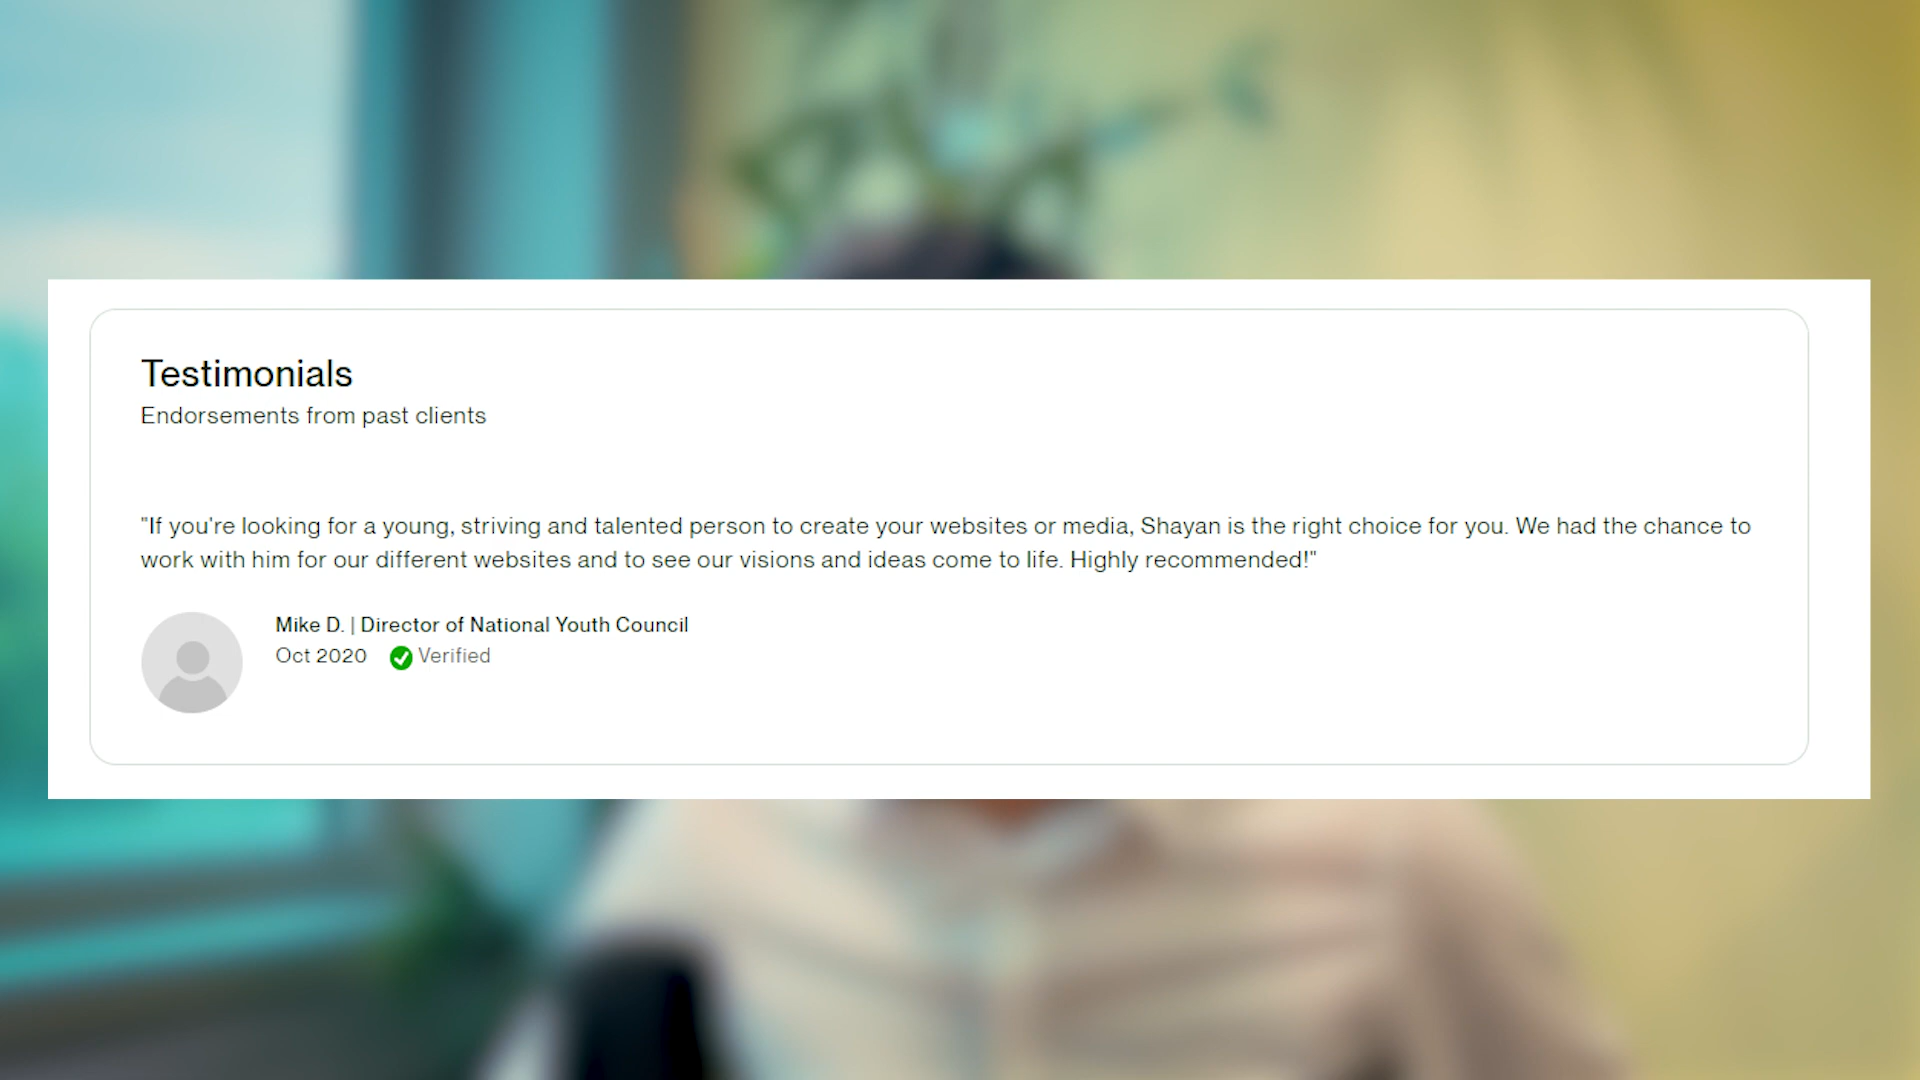 Testimonials
Endorsements from past clients
"If you're looking for a young, striving and talented person to create your websites or media, Shayan is the right choice for you. We had the chance to
work with him for our different websites and to see our visions and ideas come to life. Highly recommended!"
Mike D. | Director of National Youth Council
Oct 2020 Verified